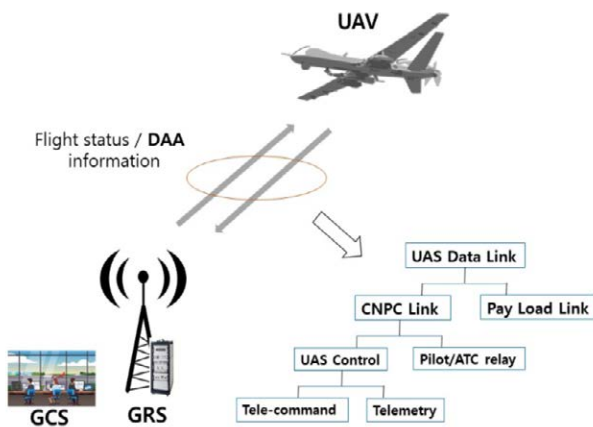 UAV
Flight status / DAA
information
UAS Data Link
CNPC Link
Pay Load Link
UAS Control
Pilot/ATC relay
Tele-command
Telemetry
GCS
GRS